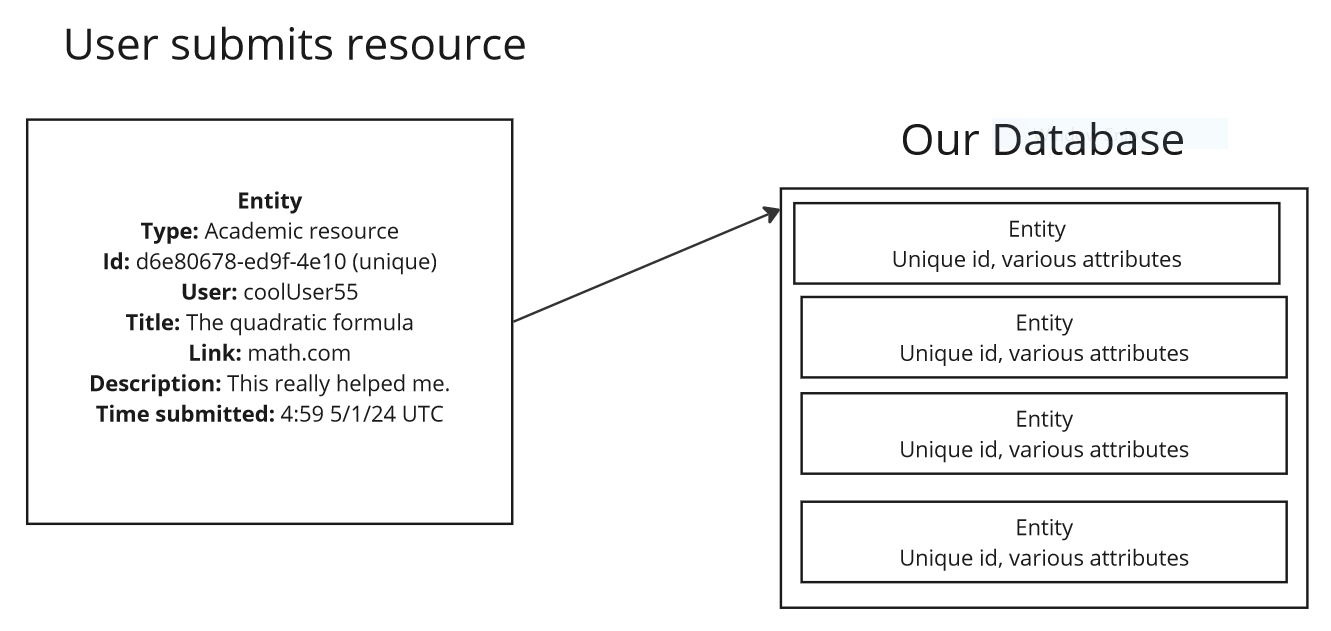 User submits resource
Entity
Type: Academic resource
Id: d6e80678-ed9f-4e10 (unique)
User: coolUser55
Title: The quadratic formula
Link: math.com
Description: This really helped me.
Time submitted: 4:59 5/1/24 UTC
Our Database
Entity
Unique id, various attributes
Entity
Unique id, various attributes
Entity
Unique id, various attributes
Entity
Unique id, various attributes